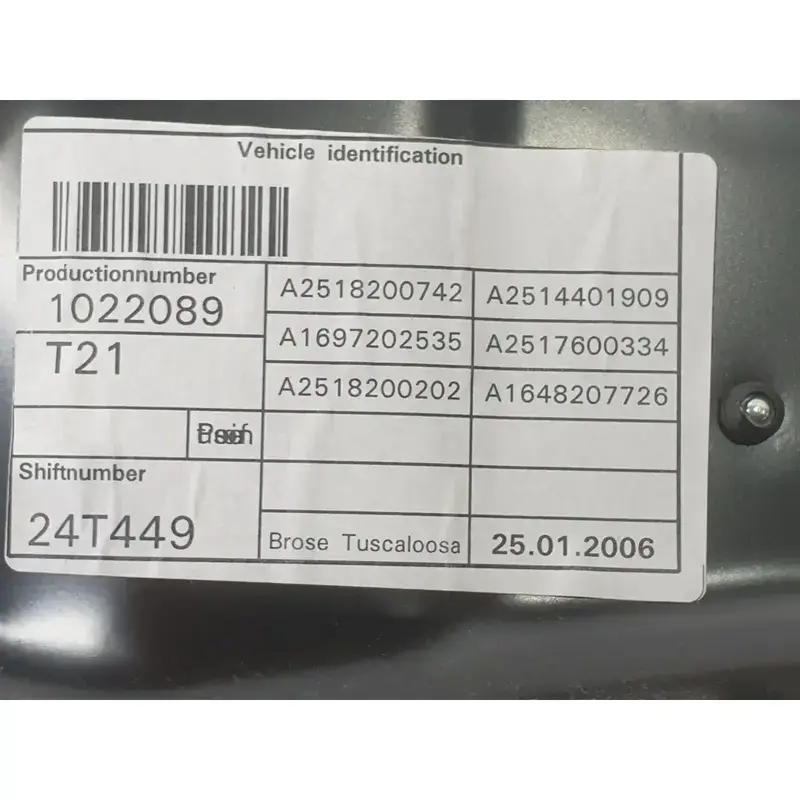 Vehicle identification
Productionnumber
1022089
T21
A2518200742 A2514401909
A1697202535 A2517600334
A2518200202 A1648207726
Shiftnumber
24T449
Brose Tuscaloosa 25.01.2006